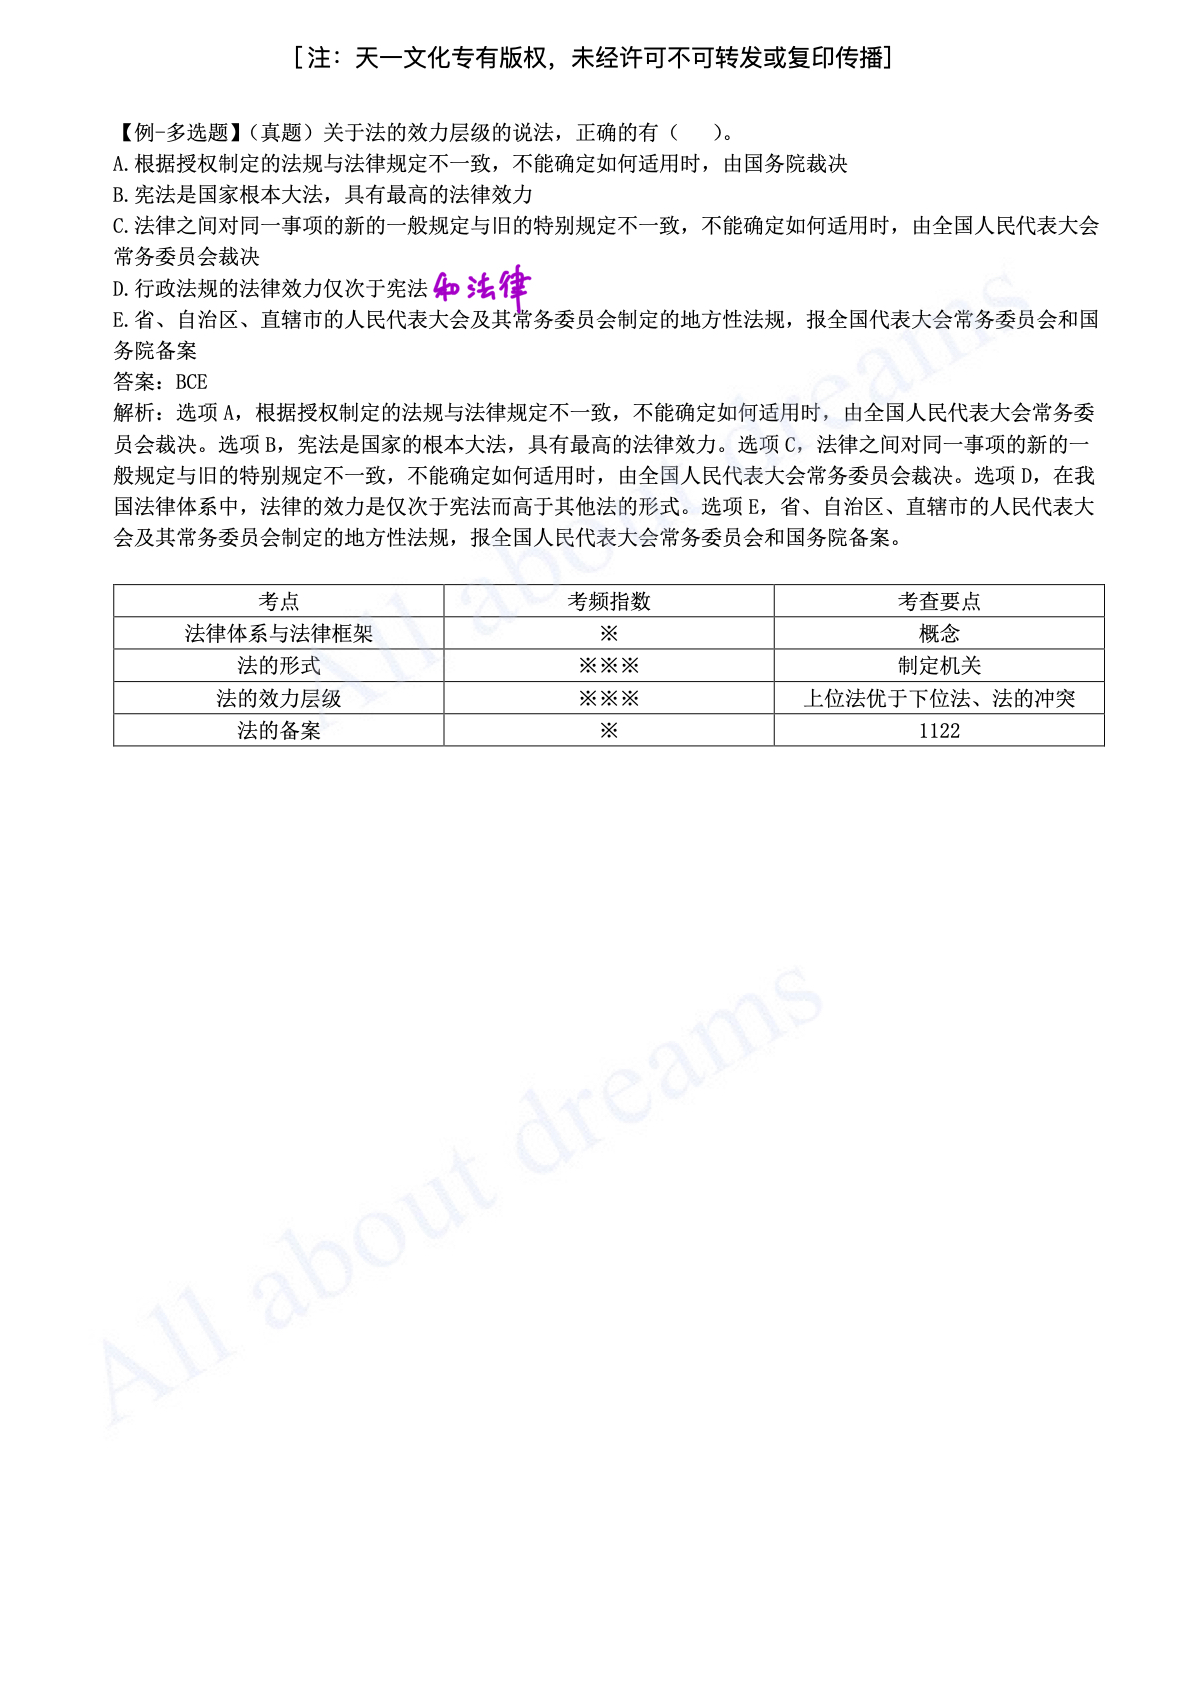 [注：天一文化专有版权，未经许可不可转发或复印传播]
【例-多选题】（真题）关于法的效力层级的说法，正确的有（　　）。
A.根据授权制定的法规与法律规定不一致，不能确定如何适用时，由国务院裁决
B.宪法是国家根本大法，具有最高的法律效力
C.法律之间对同一事项的新的一般规定与旧的特别规定不一致，不能确定如何适用时，由全国人民代表大会
常务委员会裁决
D.行政法规的法律效力仅次于宪法 和法律
E.省、自治区、直辖市的人民代表大会及其常务委员会制定的地方性法规，报全国代表大会常务委员会和国
务院备案
答案：BCE
解析：选项 A，根据授权制定的法规与法律规定不一致，不能确定如何适用时，由全国人民代表大会常务委
员会裁决。选项 B，宪法是国家的根本大法，具有最高的法律效力。选项 C，法律之间对同一事项的新的一
般规定与旧的特别规定不一致，不能确定如何适用时，由全国人民代表大会常务委员会裁决。选项 D，在我
国法律体系中，法律的效力是仅次于宪法而高于其他法的形式。选项 E，省、自治区、直辖市的人民代表大
会及其常务委员会制定的地方性法规，报全国人民代表大会常务委员会和国务院备案。
考点 考频指数 考查要点
法律体系与法律框架 ※ 概念
法的形式 ※※※ 制定机关
法的效力层级 ※※※ 上位法优于下位法、法的冲突
法的备案 ※ 1122
All about dreams
All about dreams